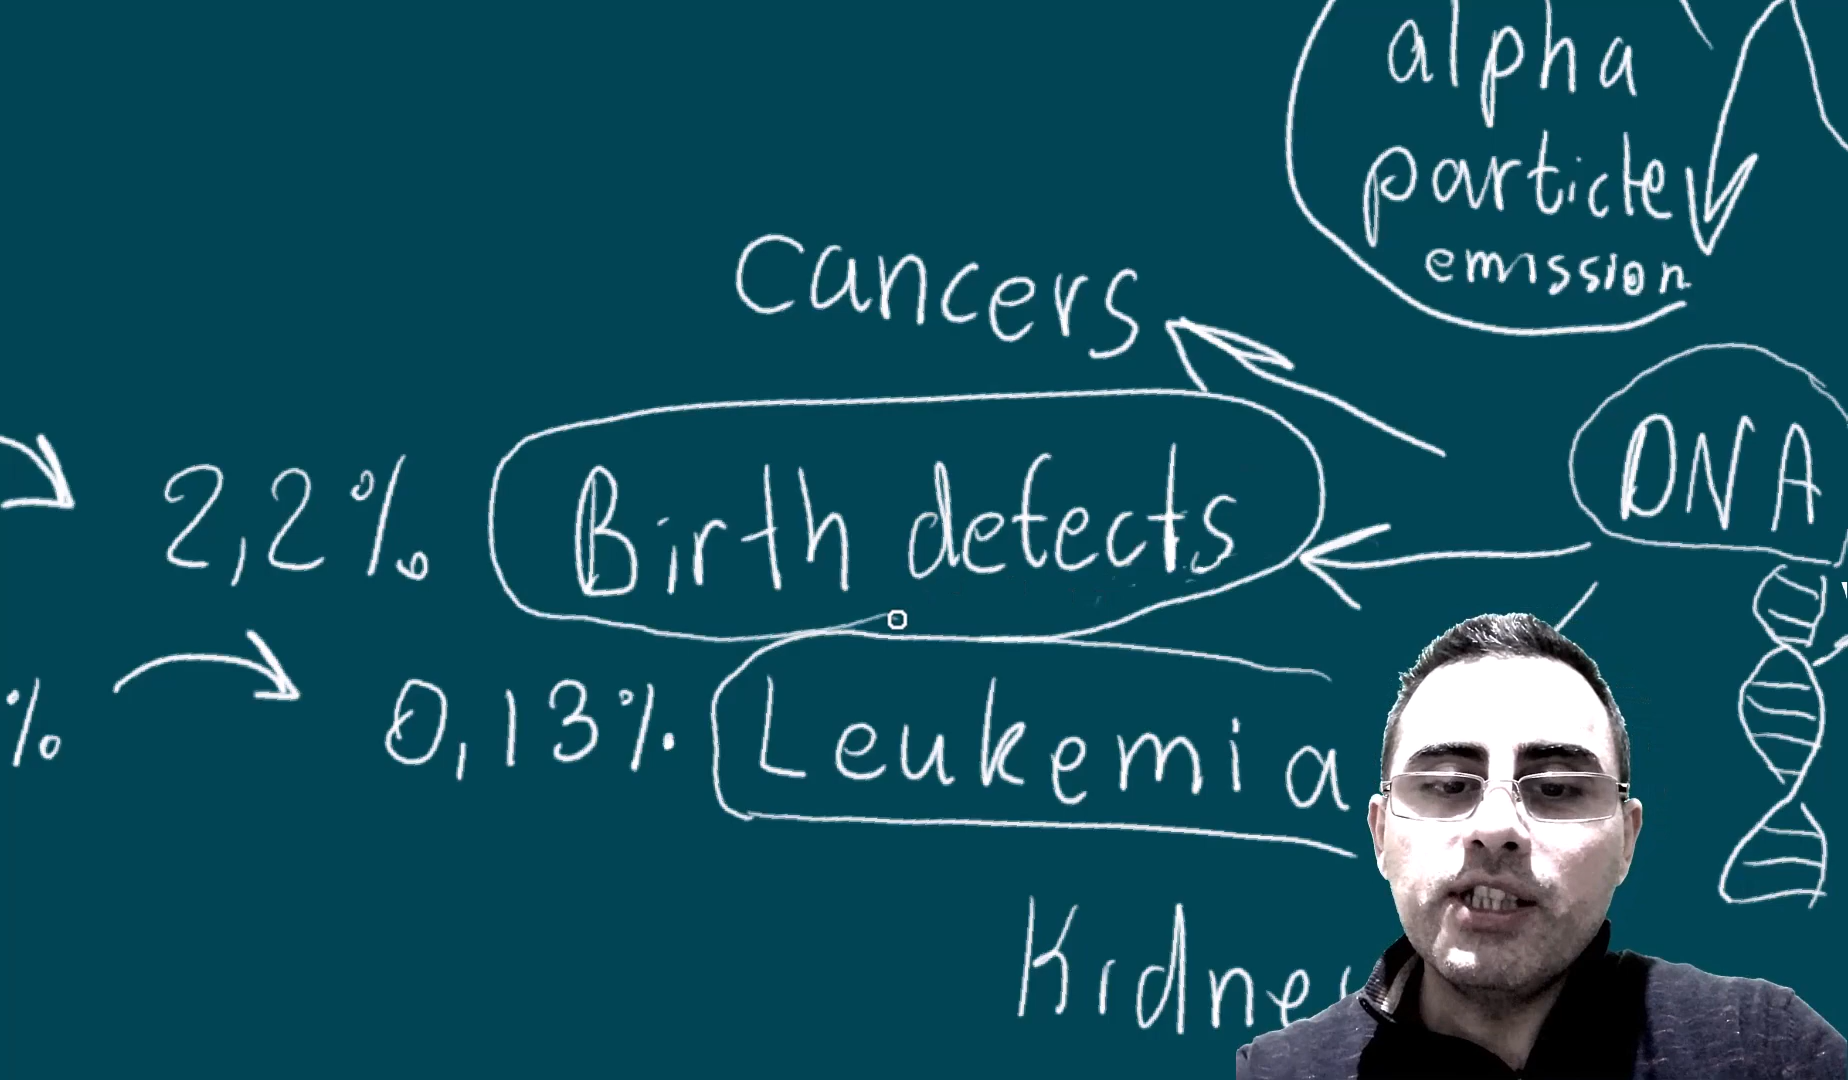 alpha
particle
emission
cancers
DNA
2,2% Birth defects
% 0,13% Leukemia
Kidne